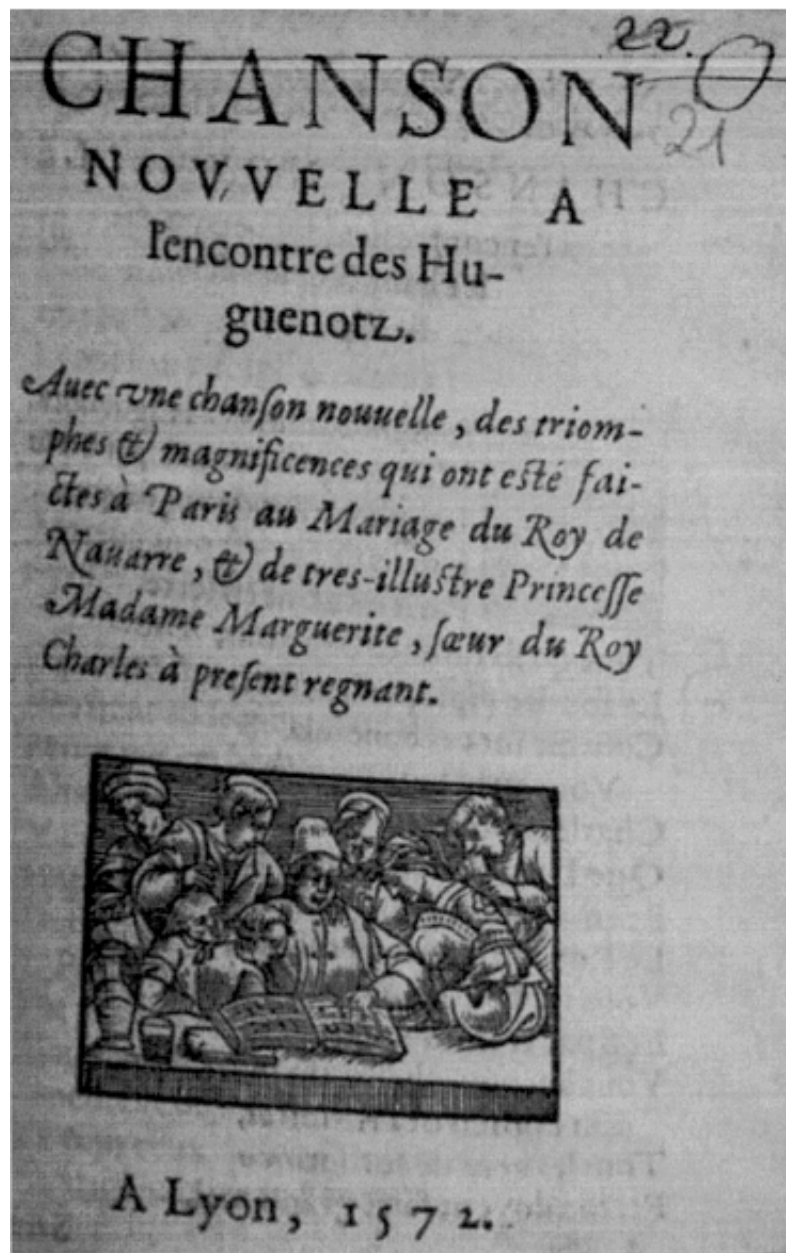 22.
21
CHANSON
NOVVELLE A
l'encontre des Hu-
guenotz.
Auec vne chanſon nouuelle, des triom-
phes & magnificences qui ont eſté fai-
ctes à Paris au Mariage du Roy de
Nauarre, & de tres-illuſtre Princeſſe
Madame Marguerite, ſœur du Roy
Charles à preſent regnant.
A Lyon, 1572.